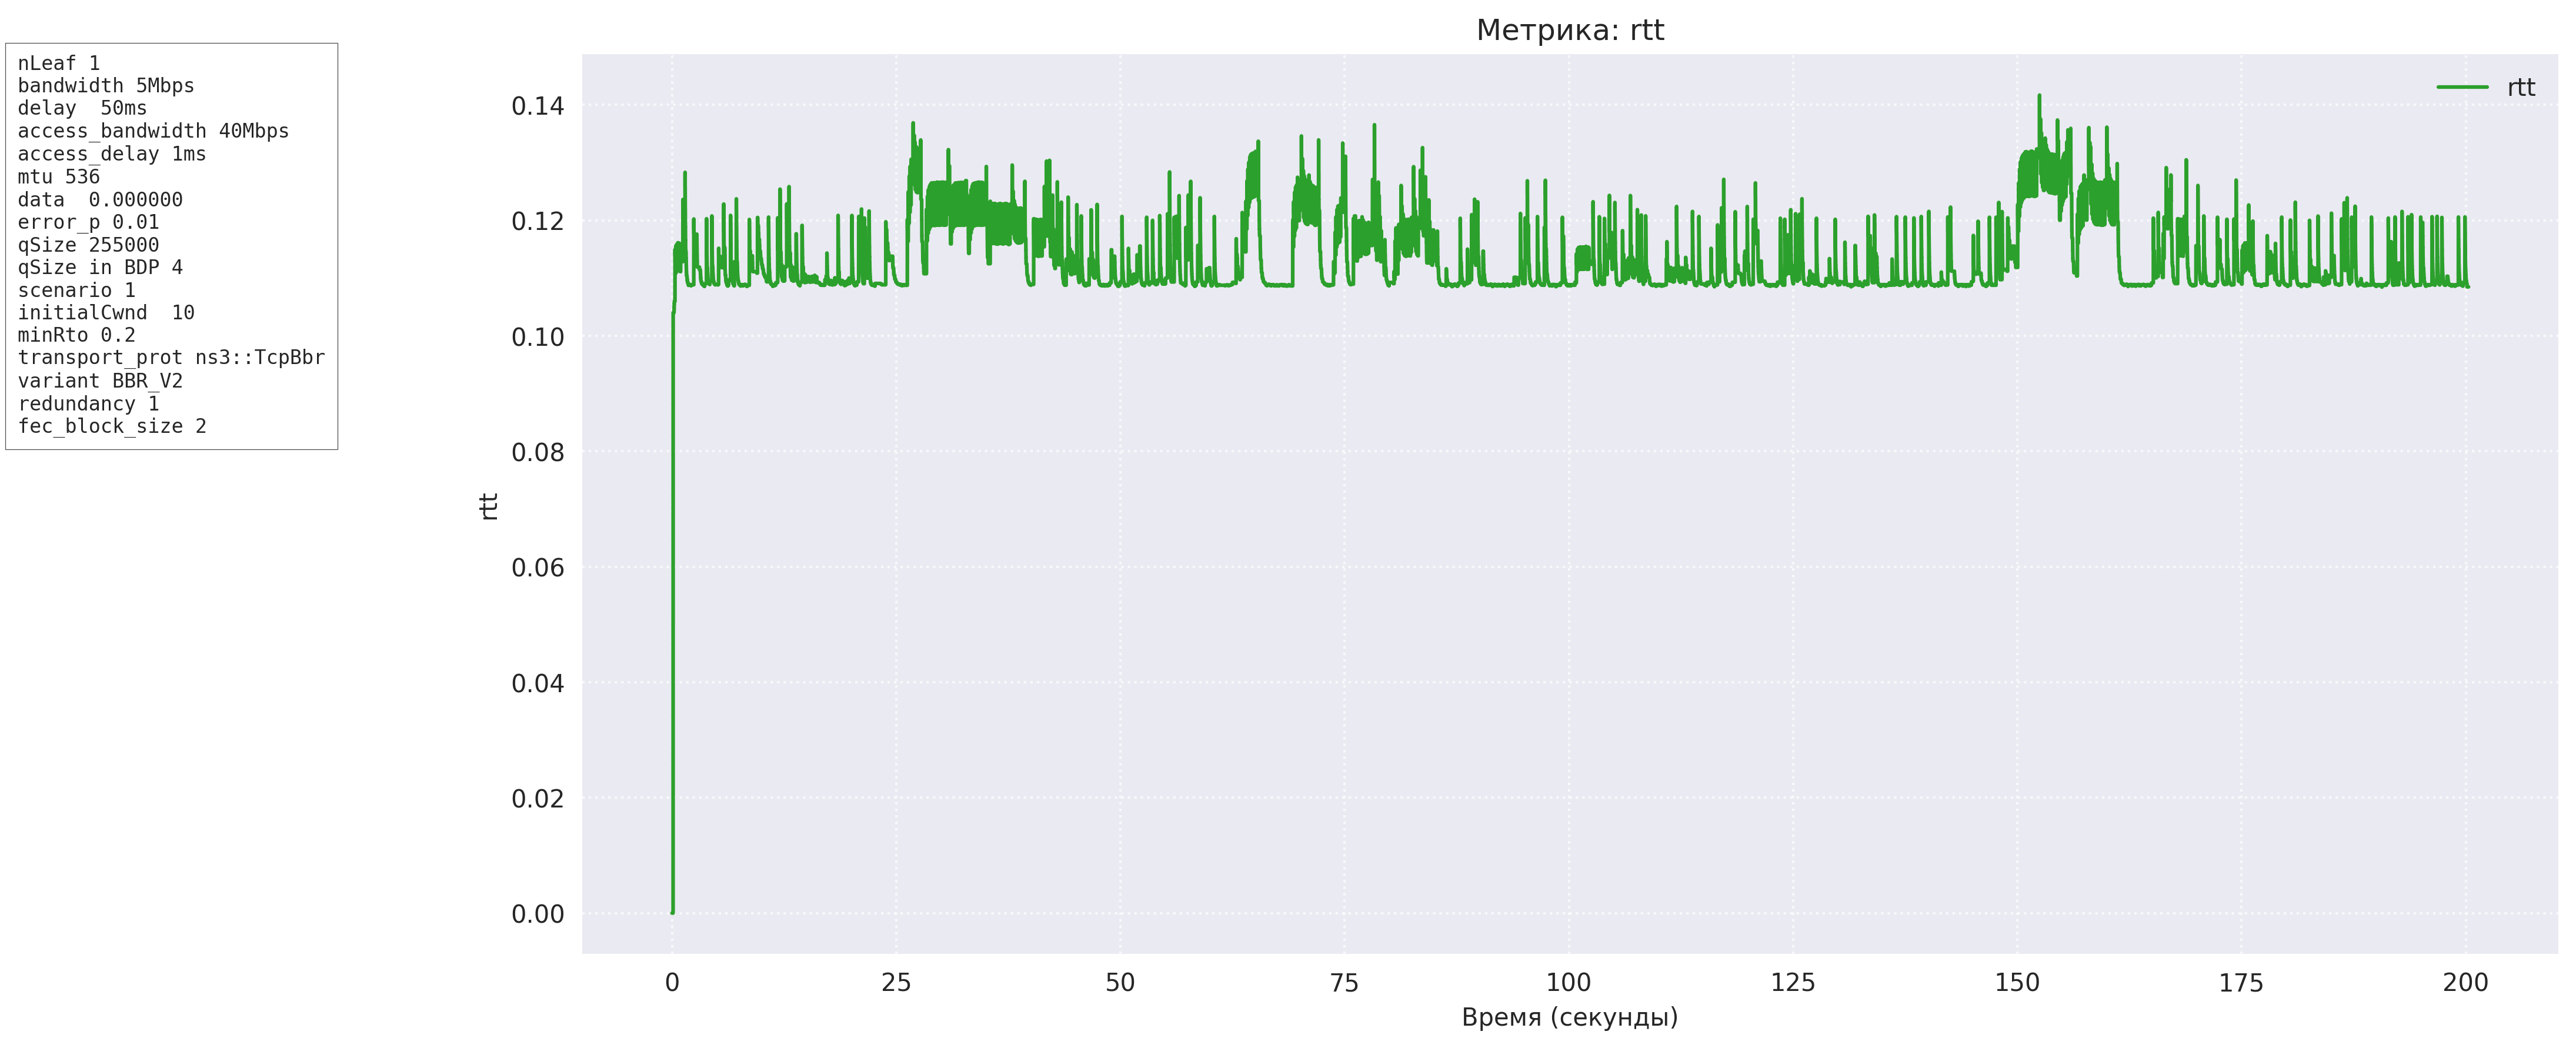 Метрика: rtt
nLeaf 1
bandwidth 5Mbps
delay  50ms
access_bandwidth 40Mbps
access_delay 1ms
mtu 536
data  0.000000
error_p 0.01
qSize 255000
qSize in BDP 4
scenario 1
initialCwnd  10
minRto 0.2
transport_prot ns3::TcpBbr
variant BBR_V2
redundancy 1
fec_block_size 2
rtt
0.14
0.12
0.10
0.08
0.06
0.04
0.02
0.00
rtt
0 25 50 75 100 125 150 175 200
Время (секунды)